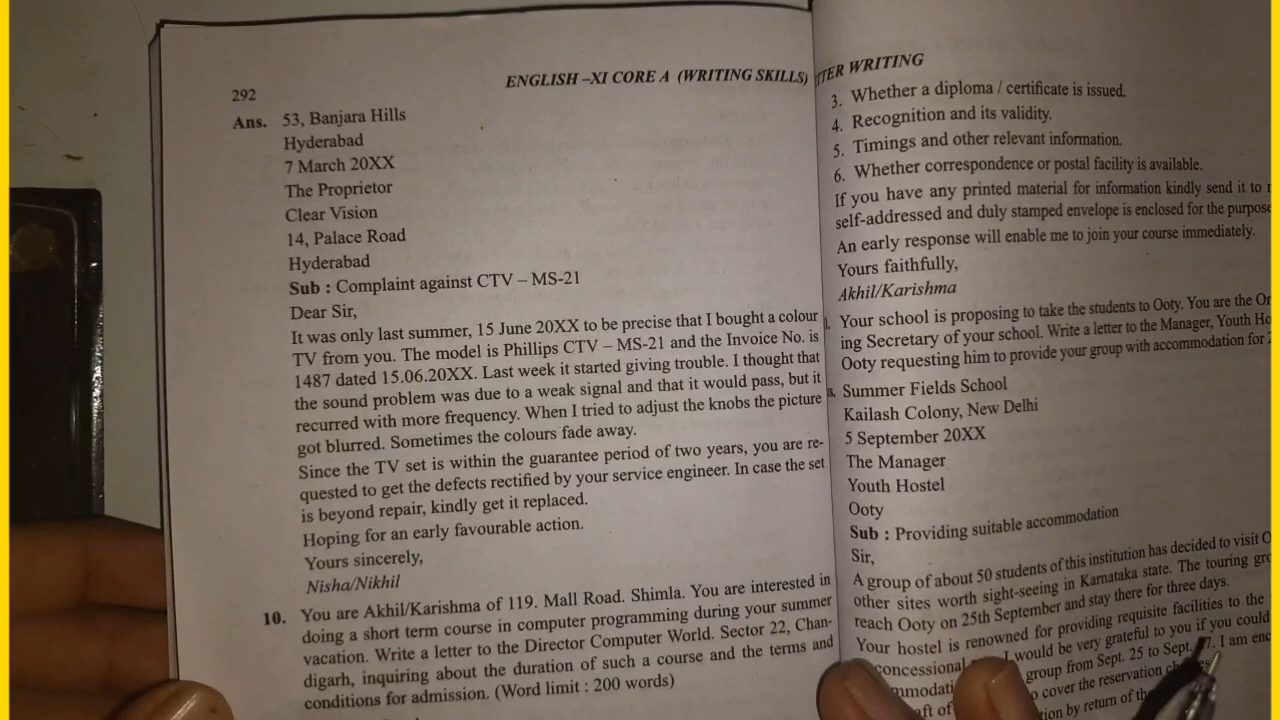 292
ENGLISH –XI CORE A (WRITING SKILLS)
Ans. 53, Banjara Hills
Hyderabad
7 March 20XX
The Proprietor
Clear Vision
14, Palace Road
Hyderabad
Sub : Complaint against CTV – MS-21
Dear Sir,
It was only last summer, 15 June 20XX to be precise that I bought a colour
TV from you. The model is Phillips CTV – MS-21 and the Invoice No. is
1487 dated 15.06.20XX. Last week it started giving trouble. I thought that
the sound problem was due to a weak signal and that it would pass, but it
recurred with more frequency. When I tried to adjust the knobs the picture
got blurred. Sometimes the colours fade away.
Since the TV set is within the guarantee period of two years, you are re-
quested to get the defects rectified by your service engineer. In case the set
is beyond repair, kindly get it replaced.
Hoping for an early favourable action.
Yours sincerely,
Nisha/Nikhil
10. You are Akhil/Karishma of 119. Mall Road. Shimla. You are interested in
doing a short term course in computer programming during your summer
vacation. Write a letter to the Director Computer World. Sector 22, Chan-
digarh, inquiring about the duration of such a course and the terms and
conditions for admission. (Word limit : 200 words)
TTER WRITING
3. Whether a diploma / certificate is issued.
4. Recognition and its validity.
5. Timings and other relevant information.
6. Whether correspondence or postal facility is available.
If you have any printed material for information kindly send it to
self-addressed and duly stamped envelope is enclosed for the purpose
An early response will enable me to join your course immediately.
Yours faithfully,
Akhil/Karishma
Your school is proposing to take the students to Ooty. You are the Or
ing Secretary of your school. Write a letter to the Manager, Youth Ho
Ooty requesting him to provide your group with accommodation for
Summer Fields School
Kailash Colony, New Delhi
5 September 20XX
The Manager
Youth Hostel
Ooty
Sub : Providing suitable accommodation
Sir,
A group of about 50 students of this institution has decided to visit O
other sites worth sight-seeing in Karnataka state. The touring gro
reach Ooty on 25th September and stay there for three days.
Your hostel is renowned for providing requisite facilities to the
concessional would be very grateful to you if you could
group from Sept. 25 to Sept. 27. I am enc
to cover the reservation
by return of the